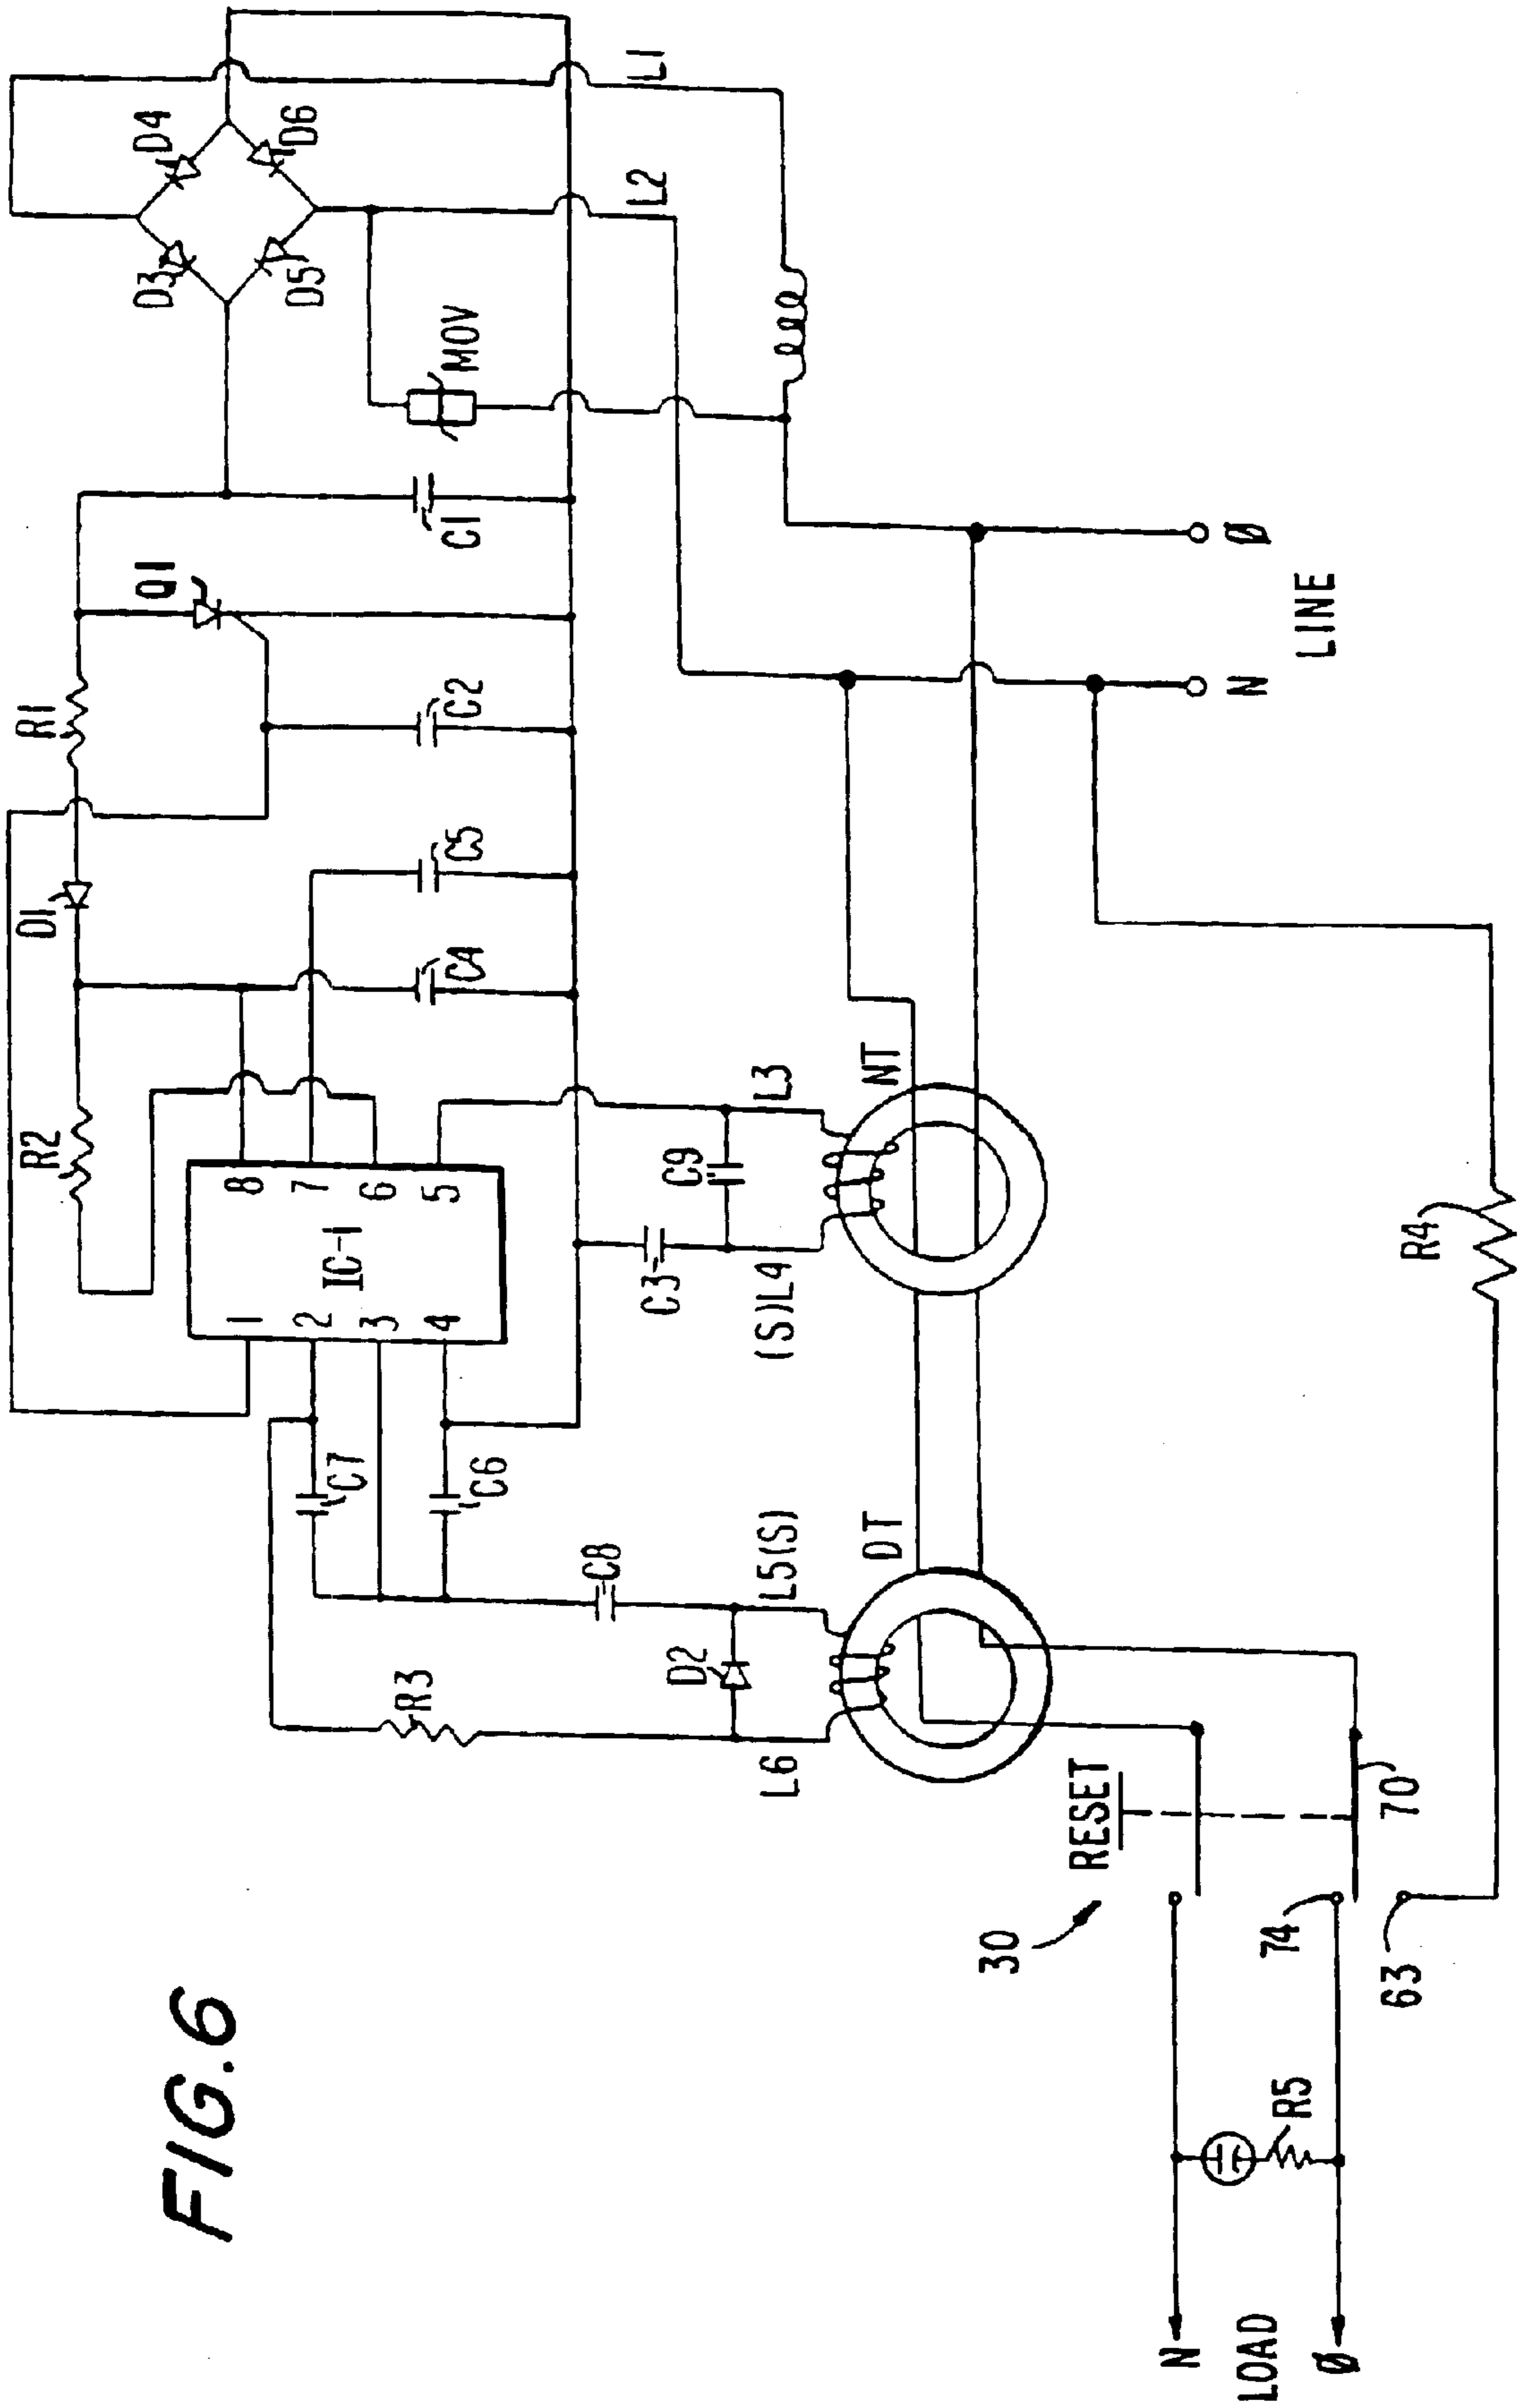 FIG.6
D4
D6
D3
D5
L1
L2
MOV
C1
Q1
R1
C2
D1
C5
C4
R2
8
7
6
5
IC-1
1
2
3
4
C9
L3
C3
(S)L4
NT
LINE
Ø
N
C7
C6
C8
L5(S)
DT
D2
R3
L6
R4
RESET
30
70
74
63
R5
N
LOAD
Ø